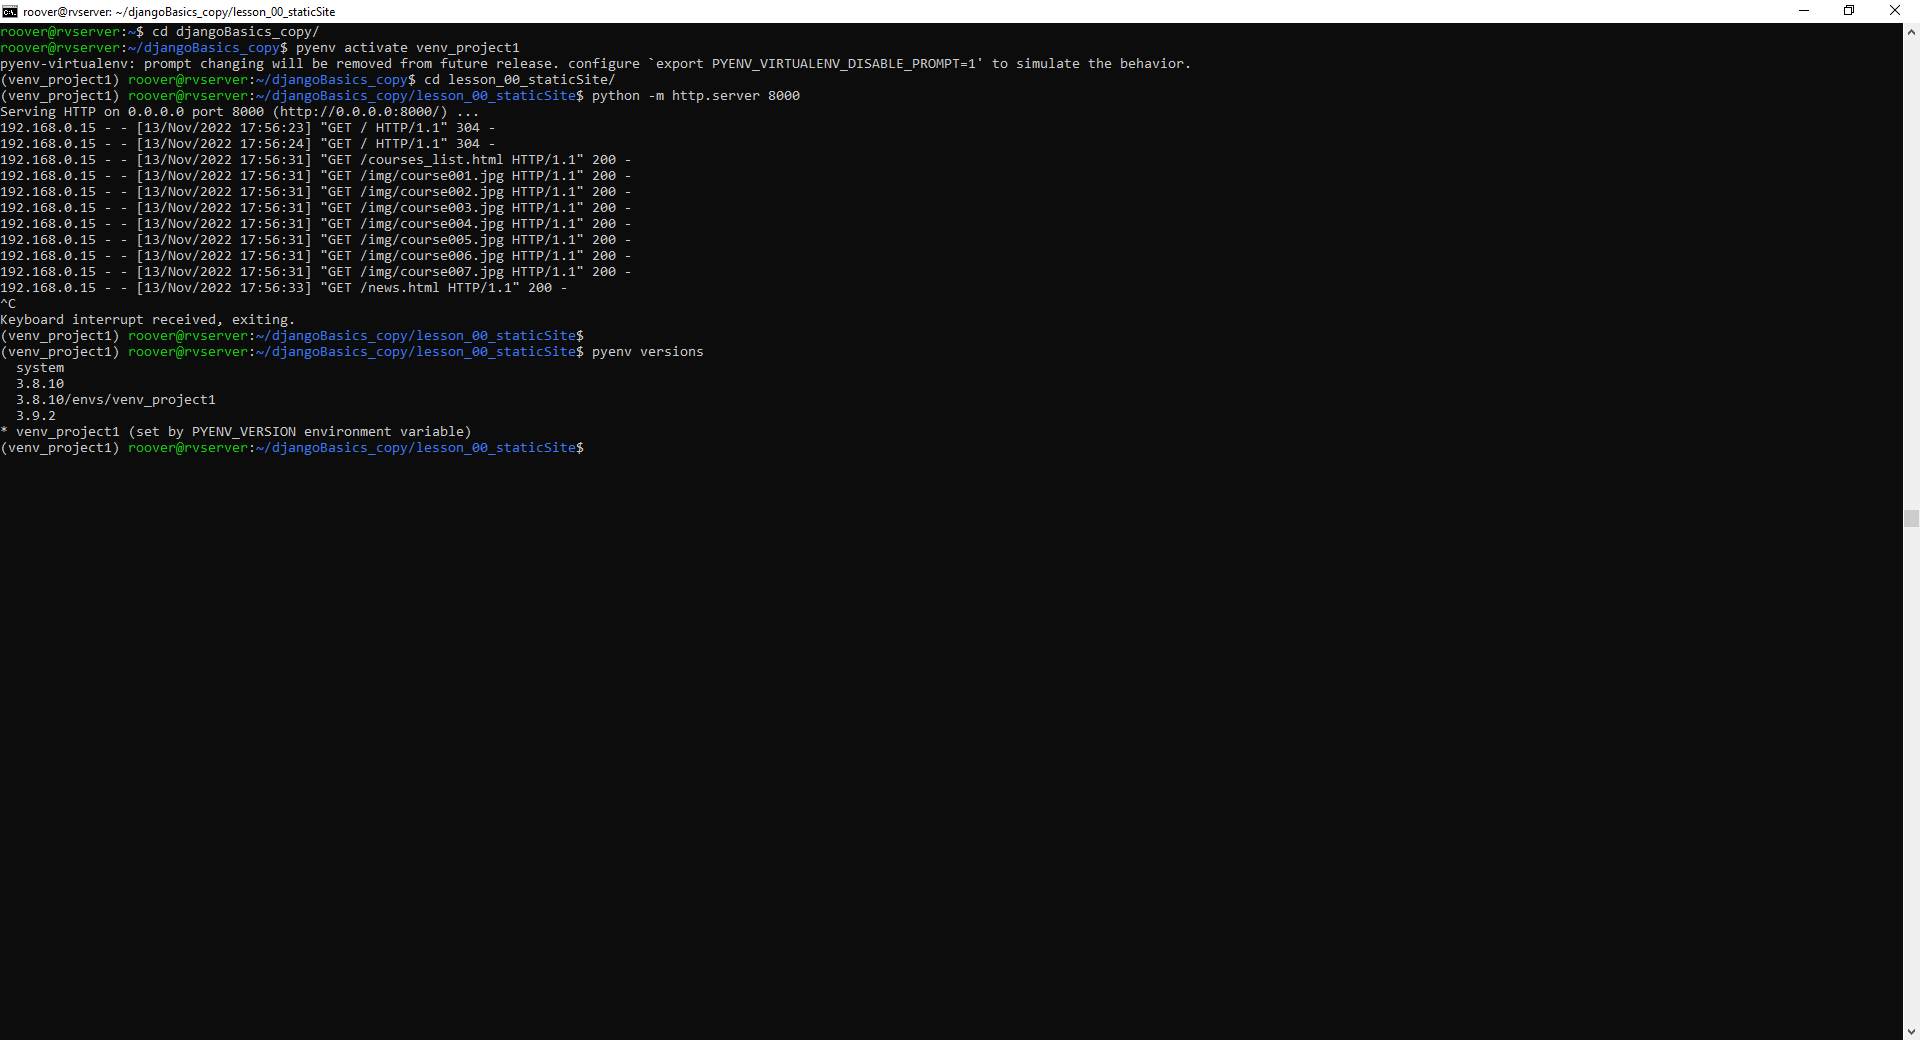 roover@rvserver: ~/djangoBasics_copy/lesson_00_staticSite
roover@rvserver:~$ cd djangoBasics_copy/
roover@rvserver:~/djangoBasics_copy$ pyenv activate venv_project1
pyenv-virtualenv: prompt changing will be removed from future release. configure `export PYENV_VIRTUALENV_DISABLE_PROMPT=1' to simulate the behavior.
(venv_project1) roover@rvserver:~/djangoBasics_copy$ cd lesson_00_staticSite/
(venv_project1) roover@rvserver:~/djangoBasics_copy/lesson_00_staticSite$ python -m http.server 8000
Serving HTTP on 0.0.0.0 port 8000 (http://0.0.0.0:8000/) ...
192.168.0.15 - - [13/Nov/2022 17:56:23] "GET / HTTP/1.1" 304 -
192.168.0.15 - - [13/Nov/2022 17:56:24] "GET / HTTP/1.1" 304 -
192.168.0.15 - - [13/Nov/2022 17:56:31] "GET /courses_list.html HTTP/1.1" 200 -
192.168.0.15 - - [13/Nov/2022 17:56:31] "GET /img/course001.jpg HTTP/1.1" 200 -
192.168.0.15 - - [13/Nov/2022 17:56:31] "GET /img/course002.jpg HTTP/1.1" 200 -
192.168.0.15 - - [13/Nov/2022 17:56:31] "GET /img/course003.jpg HTTP/1.1" 200 -
192.168.0.15 - - [13/Nov/2022 17:56:31] "GET /img/course004.jpg HTTP/1.1" 200 -
192.168.0.15 - - [13/Nov/2022 17:56:31] "GET /img/course005.jpg HTTP/1.1" 200 -
192.168.0.15 - - [13/Nov/2022 17:56:31] "GET /img/course006.jpg HTTP/1.1" 200 -
192.168.0.15 - - [13/Nov/2022 17:56:31] "GET /img/course007.jpg HTTP/1.1" 200 -
192.168.0.15 - - [13/Nov/2022 17:56:33] "GET /news.html HTTP/1.1" 200 -
^C
Keyboard interrupt received, exiting.
(venv_project1) roover@rvserver:~/djangoBasics_copy/lesson_00_staticSite$
(venv_project1) roover@rvserver:~/djangoBasics_copy/lesson_00_staticSite$ pyenv versions
  system
  3.8.10
  3.8.10/envs/venv_project1
  3.9.2
* venv_project1 (set by PYENV_VERSION environment variable)
(venv_project1) roover@rvserver:~/djangoBasics_copy/lesson_00_staticSite$